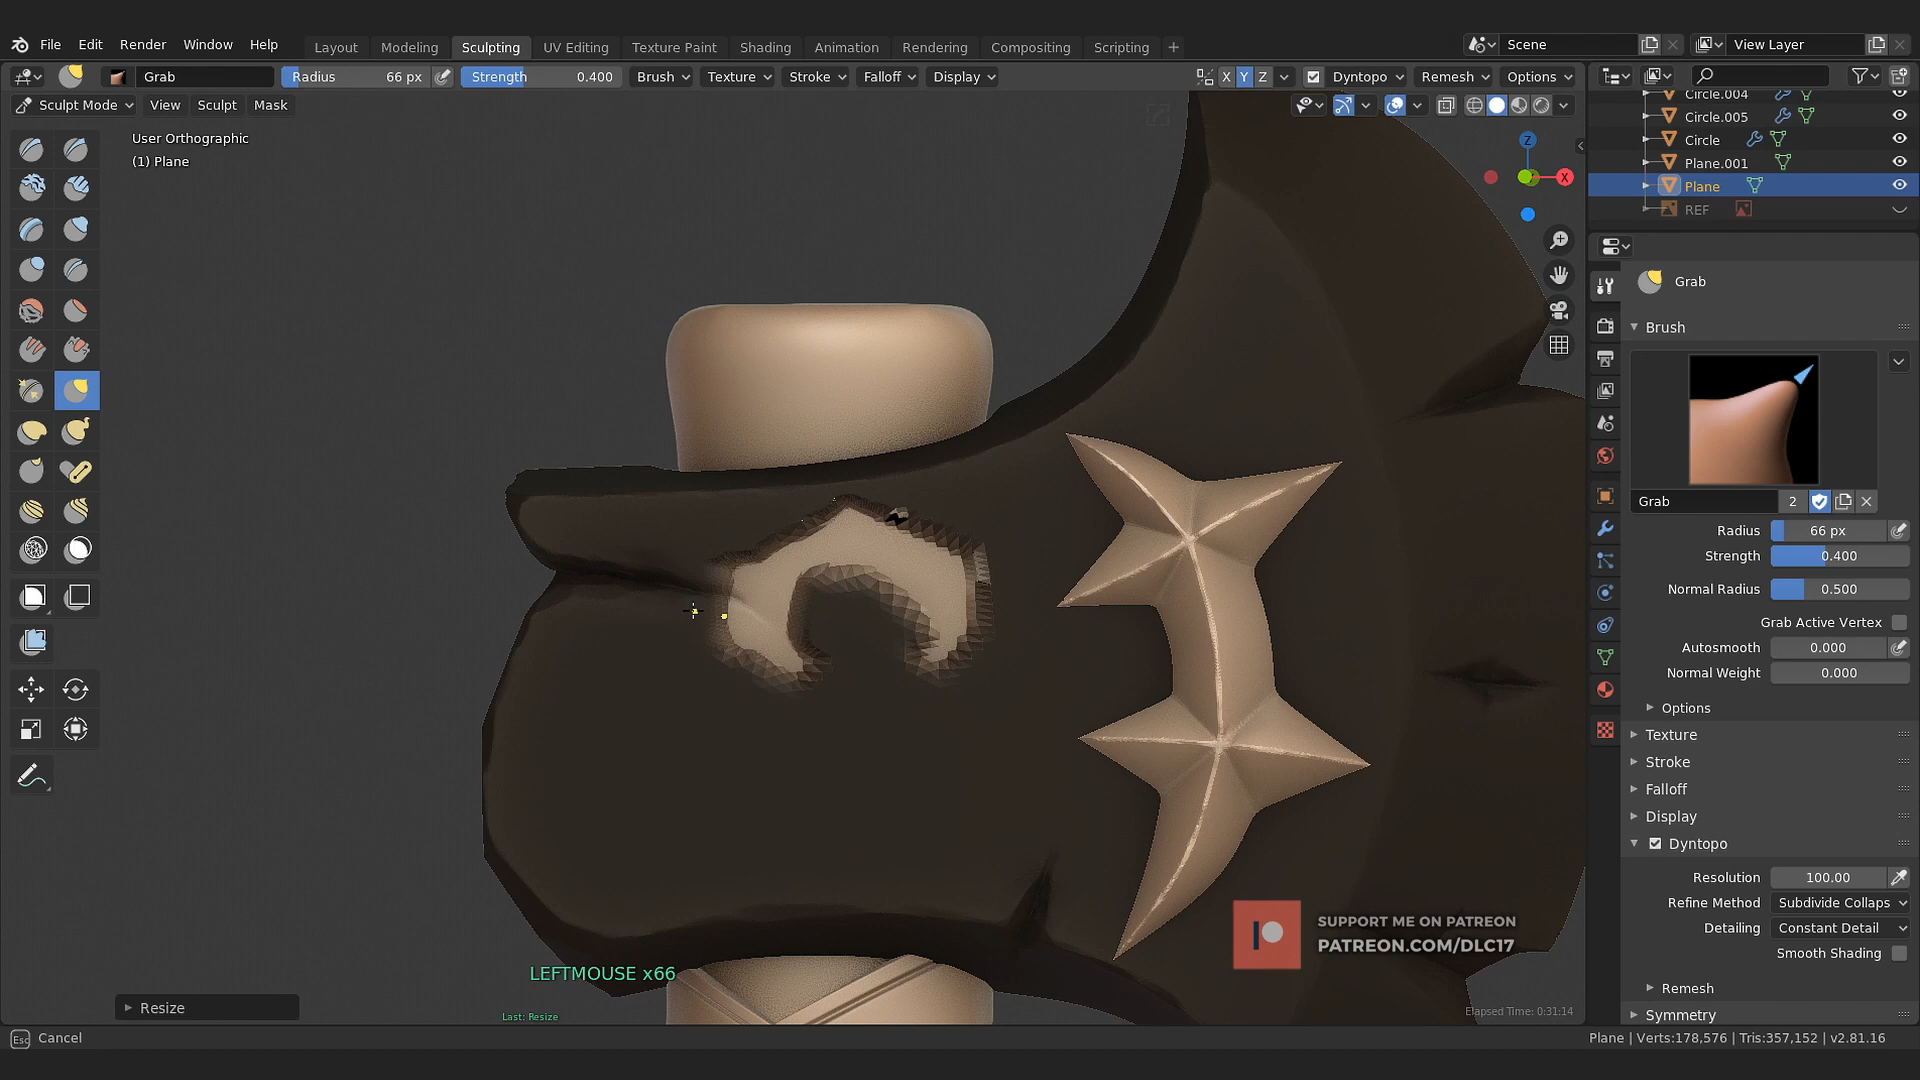 File Edit Render Window Help Layout Modeling Sculpting UV Editing Texture Paint Shading Animation Rendering Compositing Scripting + Scene View Layer
Grab Radius 66 px Strength 0.400 Brush Texture Stroke Falloff Display X Y Z Dyntopo Remesh Options
Sculpt Mode View Sculpt Mask
User Orthographic
(1) Plane
Z
X
Circle.004
Circle.005
Circle
Plane.001
Plane
REF
Grab
Brush
Grab 2
Radius 66 px
Strength 0.400
Normal Radius 0.500
Grab Active Vertex
Autosmooth 0.000
Normal Weight 0.000
Options
Texture
Stroke
Falloff
Display
Dyntopo
Resolution 100.00
Refine Method Subdivide Collaps
Detailing Constant Detail
Smooth Shading
Remesh
Symmetry
SUPPORT ME ON PATREON
PATREON.COM/DLC17
LEFTMOUSE x66
Resize
Last: Resize
Elapsed Time: 0:31:14
Esc Cancel
Plane | Verts:178,576 | Tris:357,152 | v2.81.16